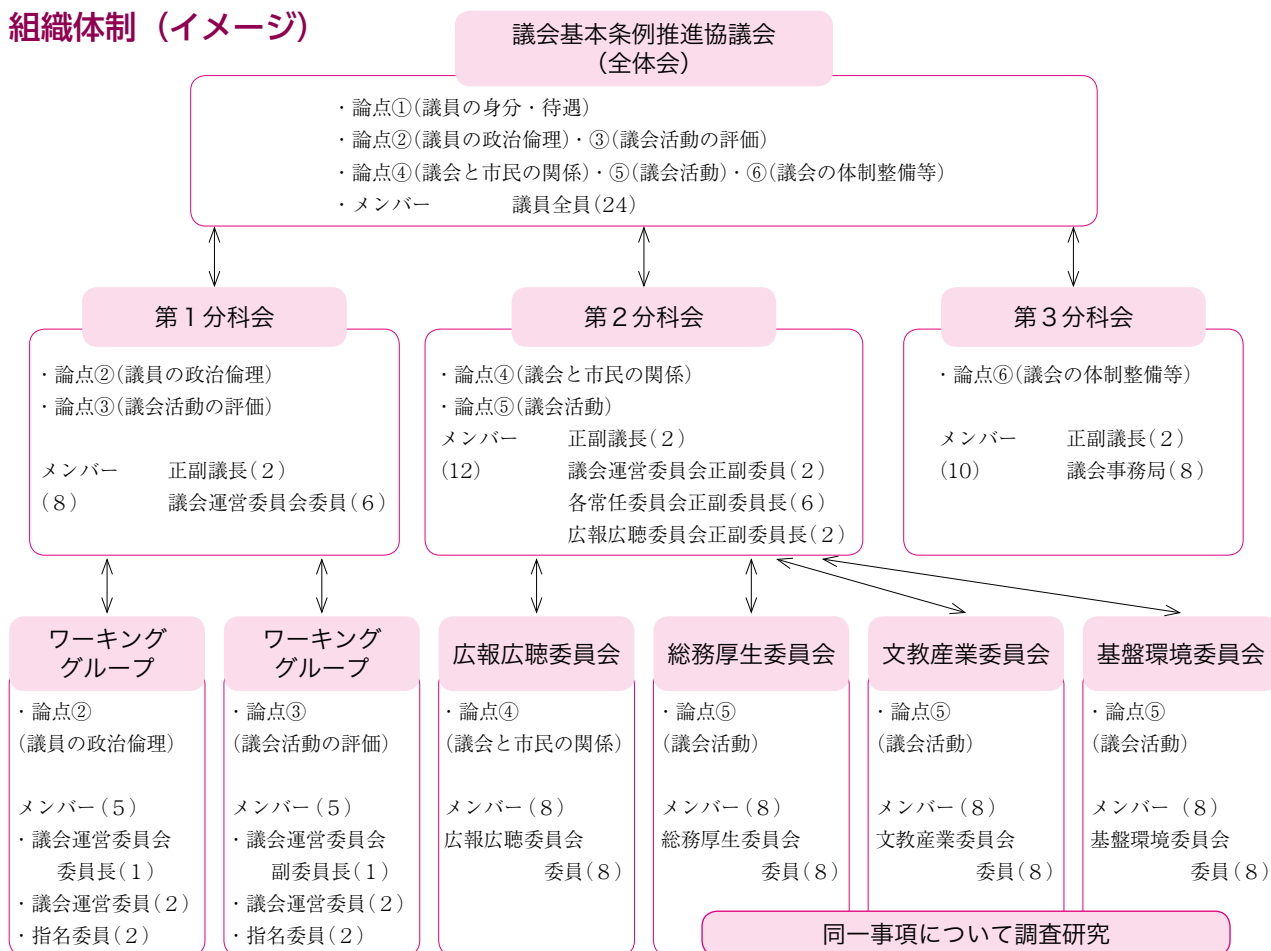 組織体制（イメージ）
議会基本条例推進協議会
（全体会）
・論点①(議員の身分・待遇)
・論点②(議員の政治倫理)・③(議会活動の評価)
・論点④(議会と市民の関係)・⑤(議会活動)・⑥(議会の体制整備等)
・メンバー　　　議員全員(24)
第１分科会
・論点②(議員の政治倫理)
・論点③(議会活動の評価)
メンバー　　　正副議長(２)
(８)　　　議会運営委員会委員(６)
第２分科会
・論点④(議会と市民の関係)
・論点⑤(議会活動)
メンバー　　　正副議長(２)
(12)　　　議会運営委員会正副委員(２)
各常任委員会正副委員長(６)
広報広聴委員会正副委員長(２)
第３分科会
・論点⑥(議会の体制整備等)
メンバー　　　正副議長(２)
(10)　　　議会事務局(８)
ワーキング
グループ
・論点②
(議員の政治倫理)
メンバー(５)
・議会運営委員会
委員長(１)
・議会運営委員(２)
・指名委員(２)
ワーキング
グループ
・論点③
(議会活動の評価)
メンバー(５)
・議会運営委員会
副委員長(１)
・議会運営委員(２)
・指名委員(２)
広報広聴委員会
・論点④
(議会と市民の関係)
メンバー(８)
広報広聴委員会
委員(８)
総務厚生委員会
・論点⑤
(議会活動)
メンバー(８)
総務厚生委員会
委員(８)
文教産業委員会
・論点⑤
(議会活動)
メンバー(８)
文教産業委員会
委員(８)
基盤環境委員会
・論点⑤
(議会活動)
メンバー(８)
基盤環境委員会
委員(８)
同一事項について調査研究